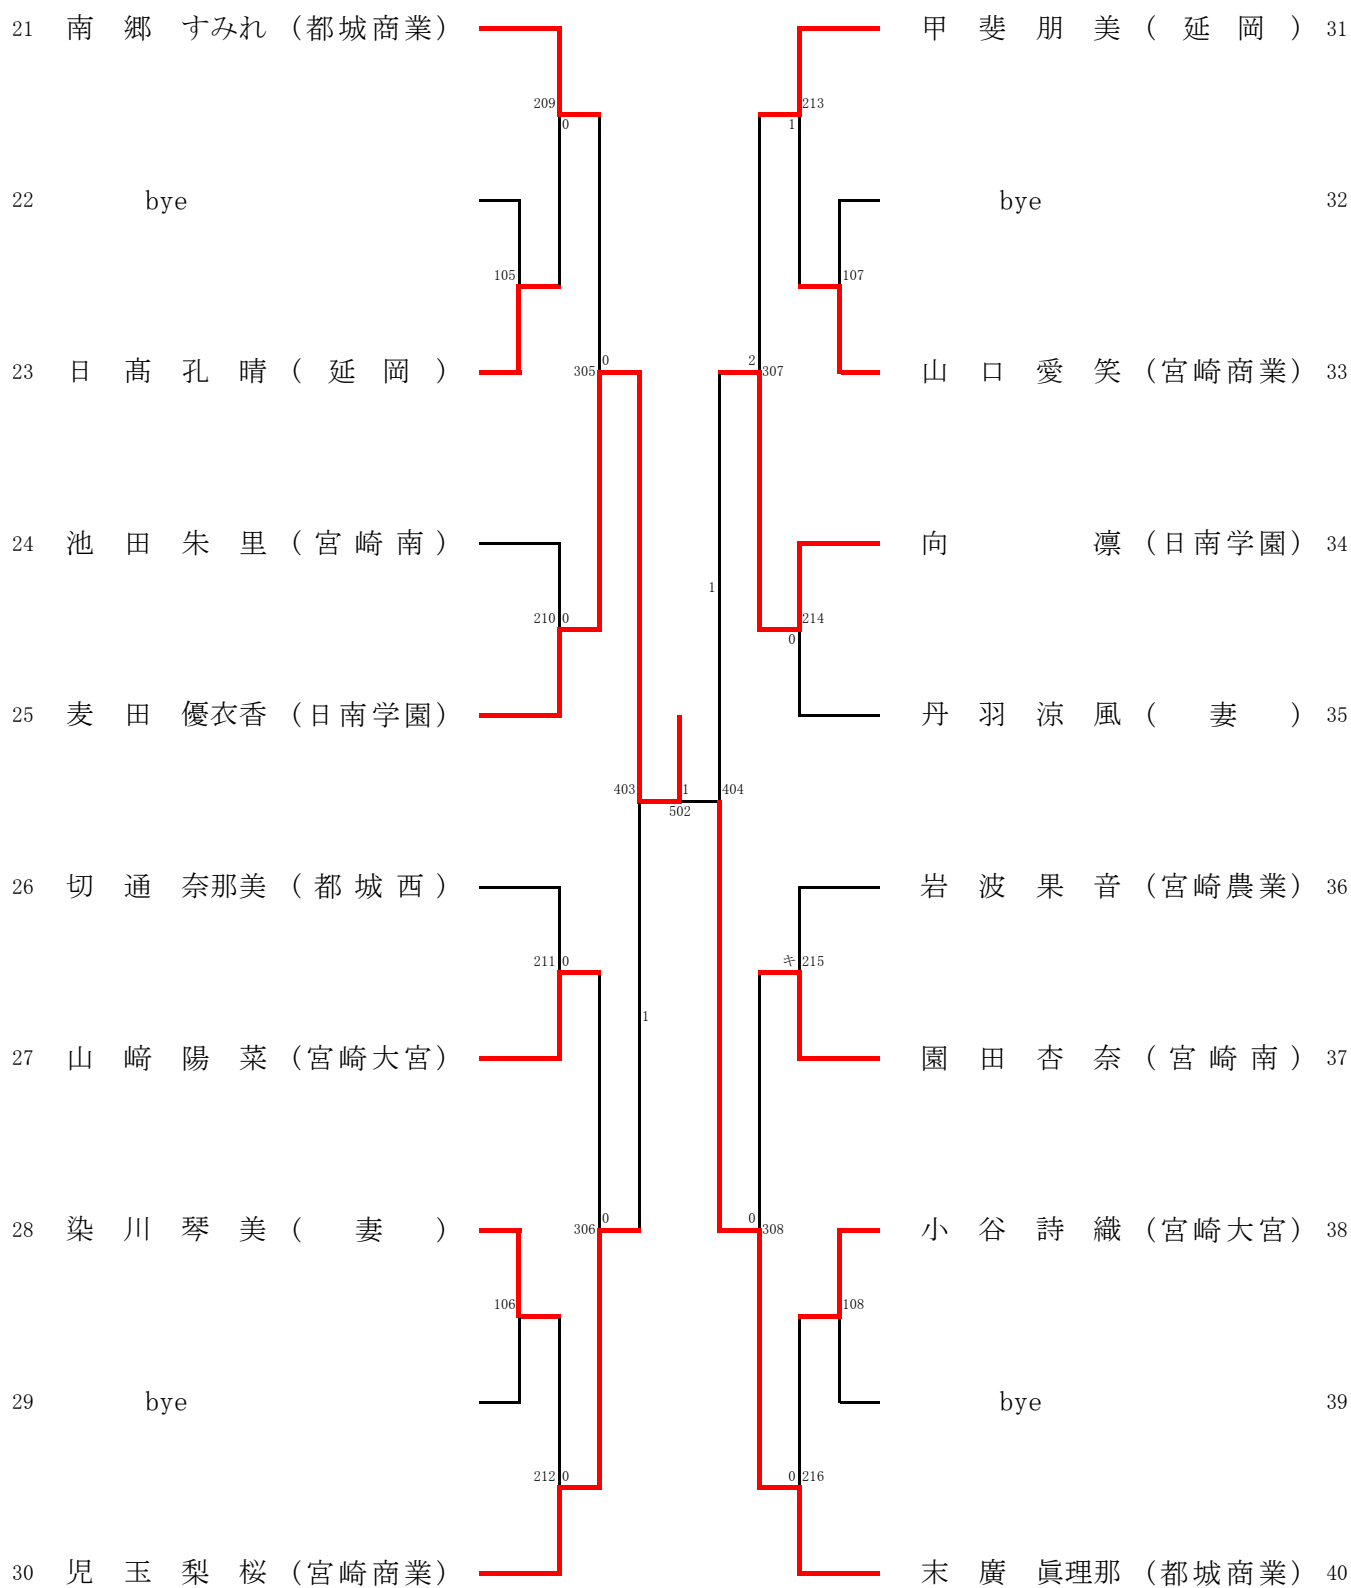 21 南郷 すみれ (都城商業)
甲斐朋美 (延岡) 31
209
0
213
1
22 bye
bye 32
105
107
23 日髙孔晴 (延岡)
0
305
2
307
山口愛笑 (宮崎商業) 33
24 池田朱里 (宮崎南)
向 凛 (日南学園) 34
1
210 0
214
0
25 麦田 優衣香 (日南学園)
丹羽涼風 (妻) 35
403
1
404
502
26 切通 奈那美 (都城西)
岩波果音 (宮崎農業) 36
211 0
キ 215
1
27 山﨑陽菜 (宮崎大宮)
園田杏奈 (宮崎南) 37
28 染川琴美 (妻)
0
306
0
308
小谷詩織 (宮崎大宮) 38
106
108
29 bye
bye 39
212 0
0 216
30 児玉梨桜 (宮崎商業)
末廣 眞理那 (都城商業) 40